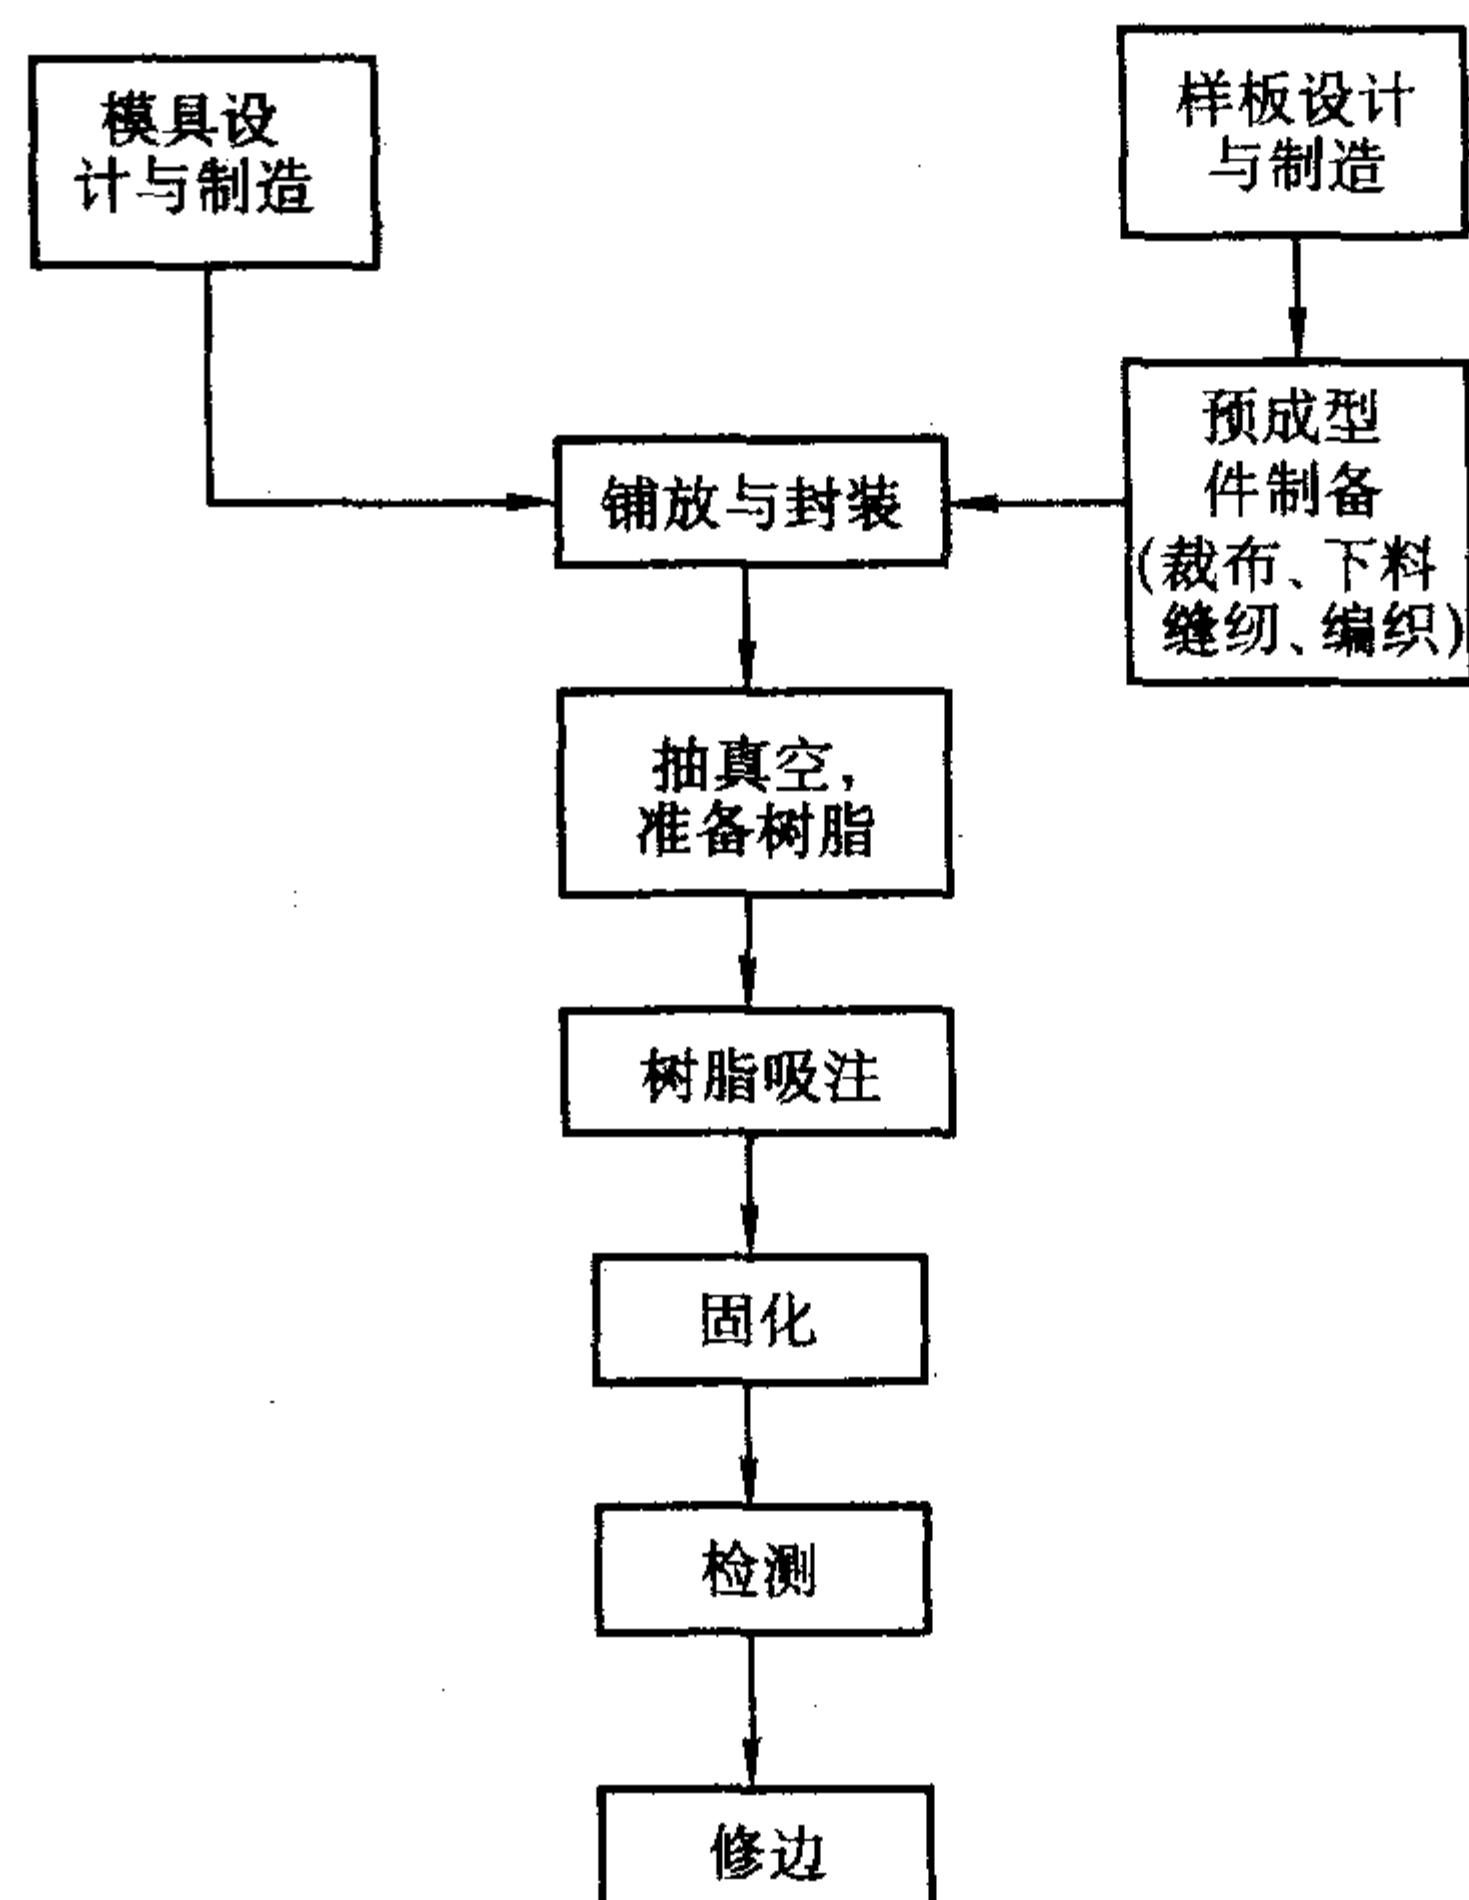 模具设
计与制造
样板设计
与制造
预成型
件制备
(裁布、下料
缝纫、编织)
铺放与封装
抽真空，
准备树脂
树脂吸注
固化
检测
修边